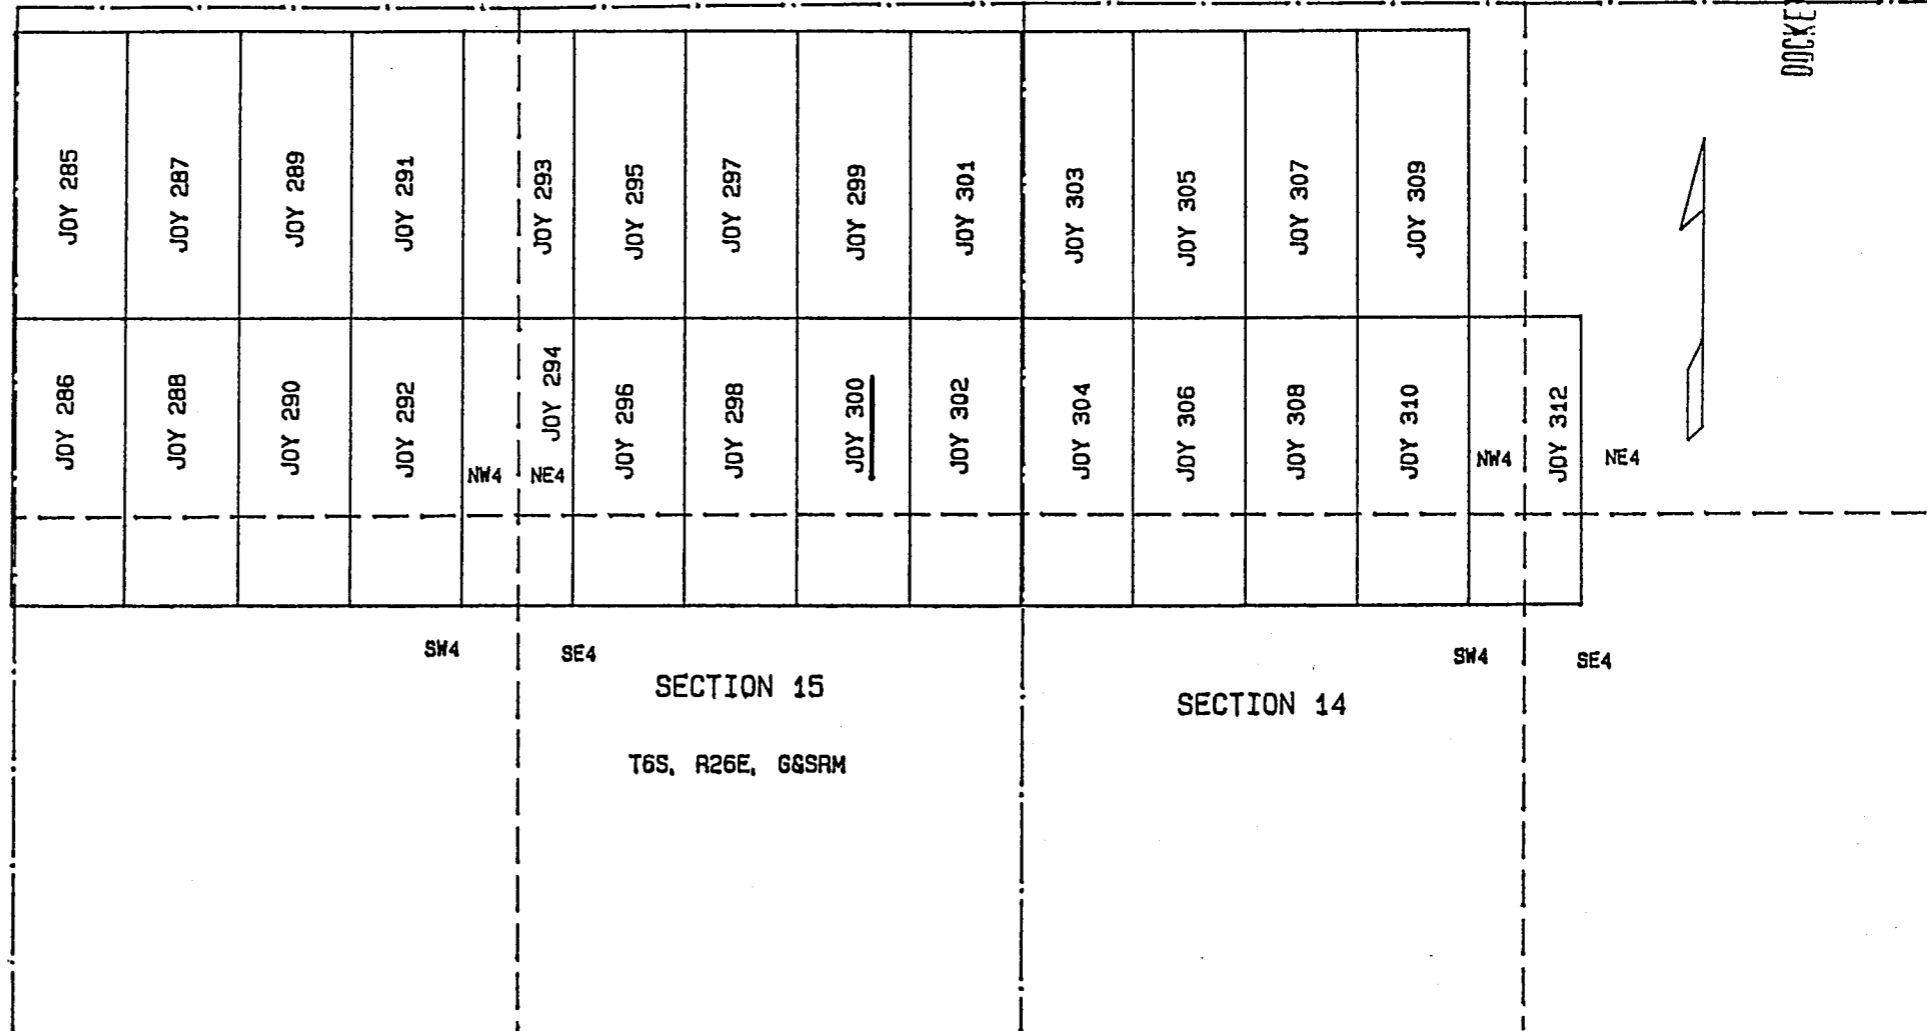 DOCKE
JOY 285
JOY 287
JOY 289
JOY 291
JOY 293
JOY 295
JOY 297
JOY 299
JOY 301
JOY 303
JOY 305
JOY 307
JOY 309
JOY 286
JOY 288
JOY 290
JOY 292
JOY 294
JOY 296
JOY 298
JOY 300
JOY 302
JOY 304
JOY 306
JOY 308
JOY 310
JOY 312
NW4
NE4
NW4
NE4
SW4
SE4
SW4
SE4
SECTION 15
SECTION 14
T6S, R26E, G&SRM